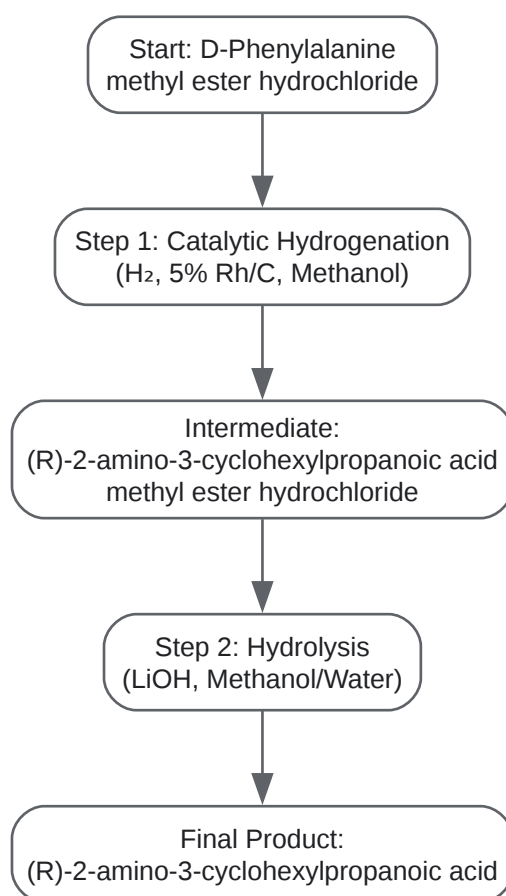 Start: D-Phenylalanine
methyl ester hydrochloride
Step 1: Catalytic Hydrogenation
(H₂, 5% Rh/C, Methanol)
Intermediate:
(R)-2-amino-3-cyclohexylpropanoic acid
methyl ester hydrochloride
Step 2: Hydrolysis
(LiOH, Methanol/Water)
Final Product:
(R)-2-amino-3-cyclohexylpropanoic acid